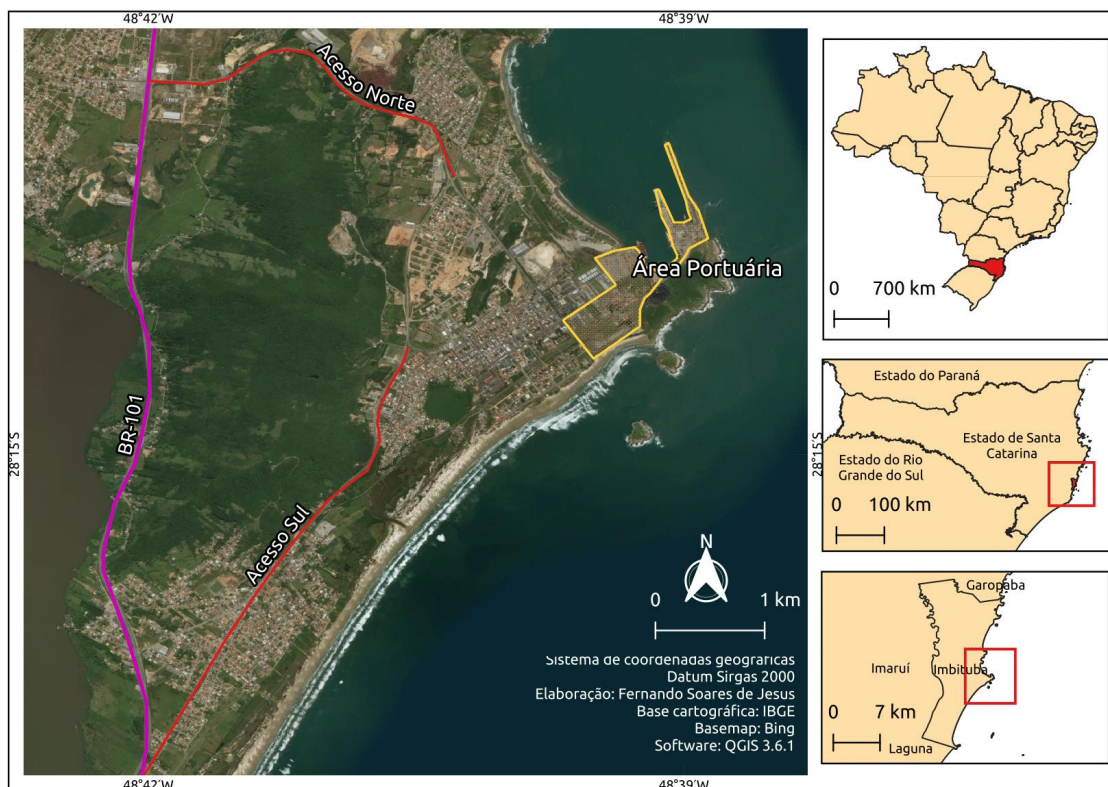 48°42'W
48°39'W
Acesso Norte
Área Portuária
BR-101
28°15'S
28°15'S
Acesso Sul
N
0 1 km
Sistema de coordenadas geográficas
Datum Sirgas 2000
Elaboração: Fernando Soares de Jesus
Base cartográfica: IBGE
Basemap: Bing
Software: QGIS 3.6.1
48°42'W
48°39'W
0 700 km
Estado do Paraná
Estado de Santa
Catarina
Estado do Rio
Grande do Sul
0 100 km
Garopaba
Imaruí
Imbituba
0 7 km
Laguna